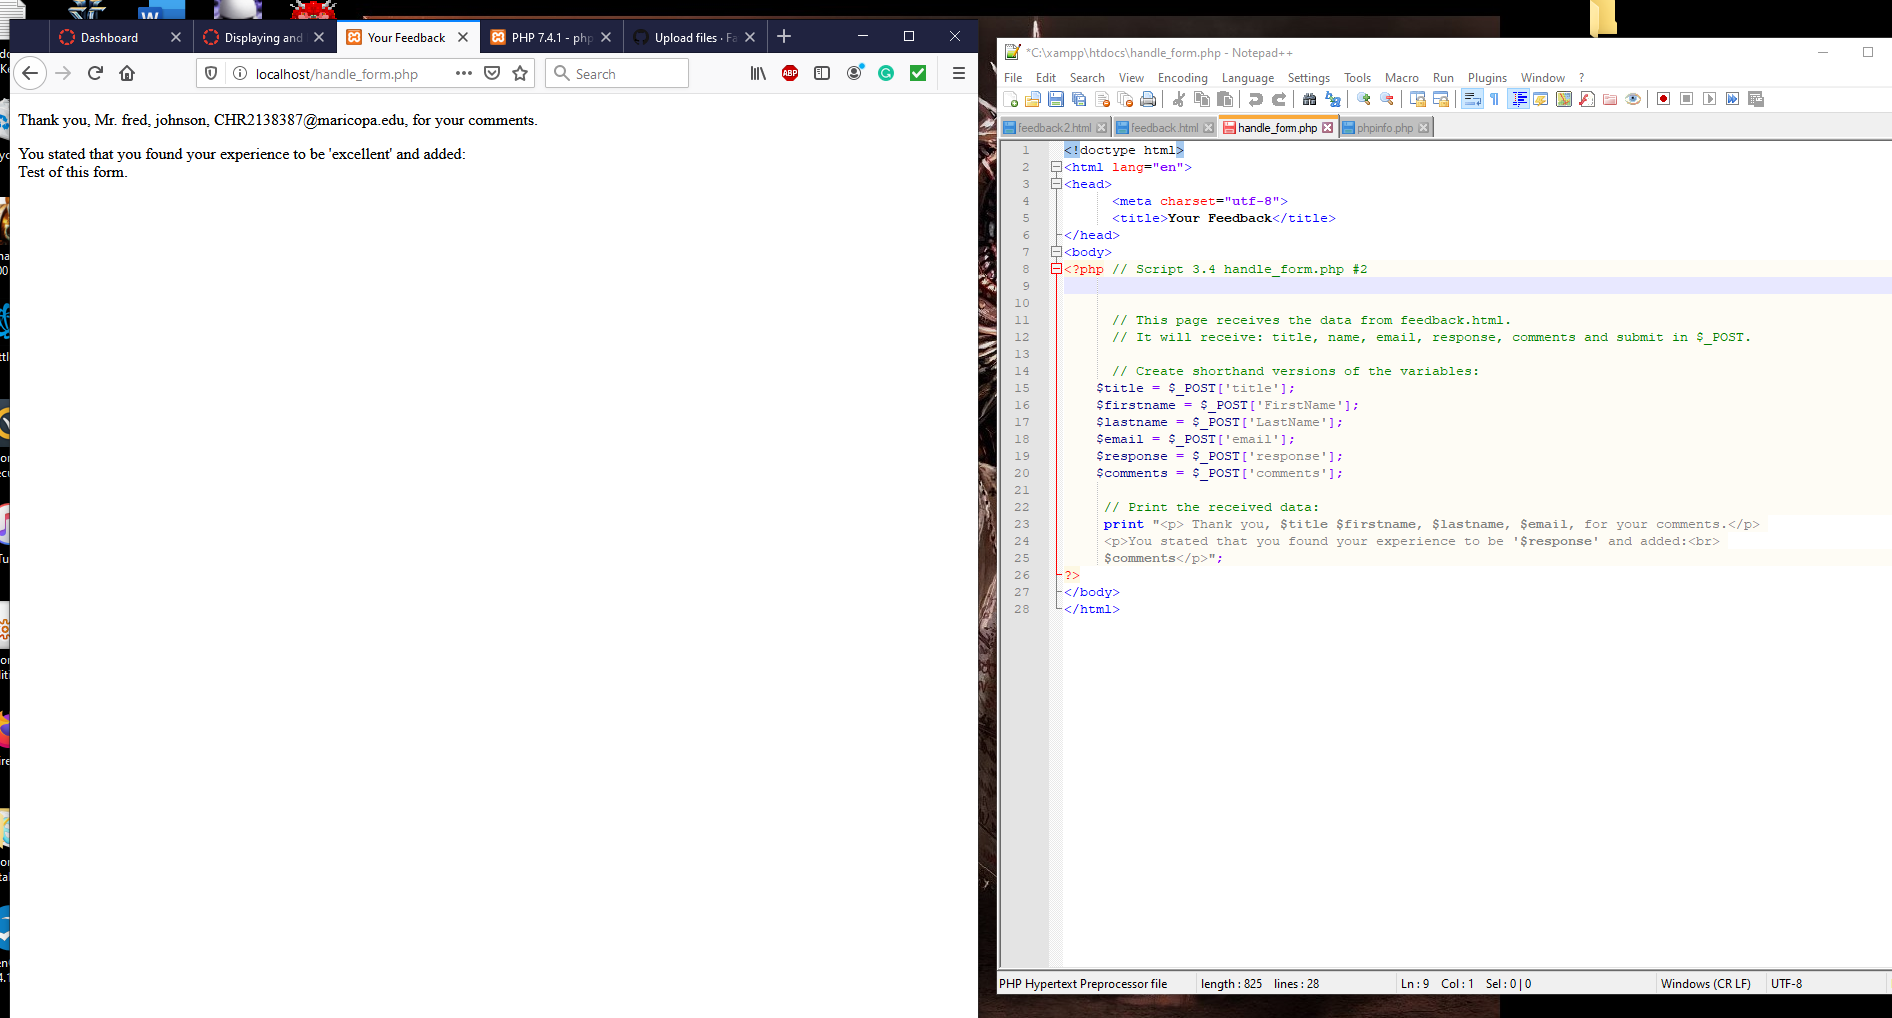 Dashboard
Displaying and
Your Feedback
PHP 7.4.1 - php
Upload files · Fa
localhost/handle_form.php
Search
ABP
Thank you, Mr. fred, johnson, CHR2138387@maricopa.edu, for your comments.
You stated that you found your experience to be 'excellent' and added:
Test of this form.
*C:\xampp\htdocs\handle_form.php - Notepad++
File Edit Search View Encoding Language Settings Tools Macro Run Plugins Window ?
feedback2.html feedback.html handle_form.php phpinfo.php
1 <!doctype html>
2 <html lang="en">
3 <head>
4 <meta charset="utf-8">
5 <title>Your Feedback</title>
6 </head>
7 <body>
8 <?php // Script 3.4 handle_form.php #2
9
10
11 // This page receives the data from feedback.html.
12 // It will receive: title, name, email, response, comments and submit in $_POST.
13
14 // Create shorthand versions of the variables:
15 $title = $_POST['title'];
16 $firstname = $_POST['FirstName'];
17 $lastname = $_POST['LastName'];
18 $email = $_POST['email'];
19 $response = $_POST['response'];
20 $comments = $_POST['comments'];
21
22 // Print the received data:
23 print "<p> Thank you, $title $firstname, $lastname, $email, for your comments.</p>
24 <p>You stated that you found your experience to be '$response' and added:<br>
25 $comments</p>";
26 ?>
27 </body>
28 </html>
PHP Hypertext Preprocessor file length : 825 lines : 28 Ln : 9 Col : 1 Sel : 0 | 0 Windows (CR LF) UTF-8